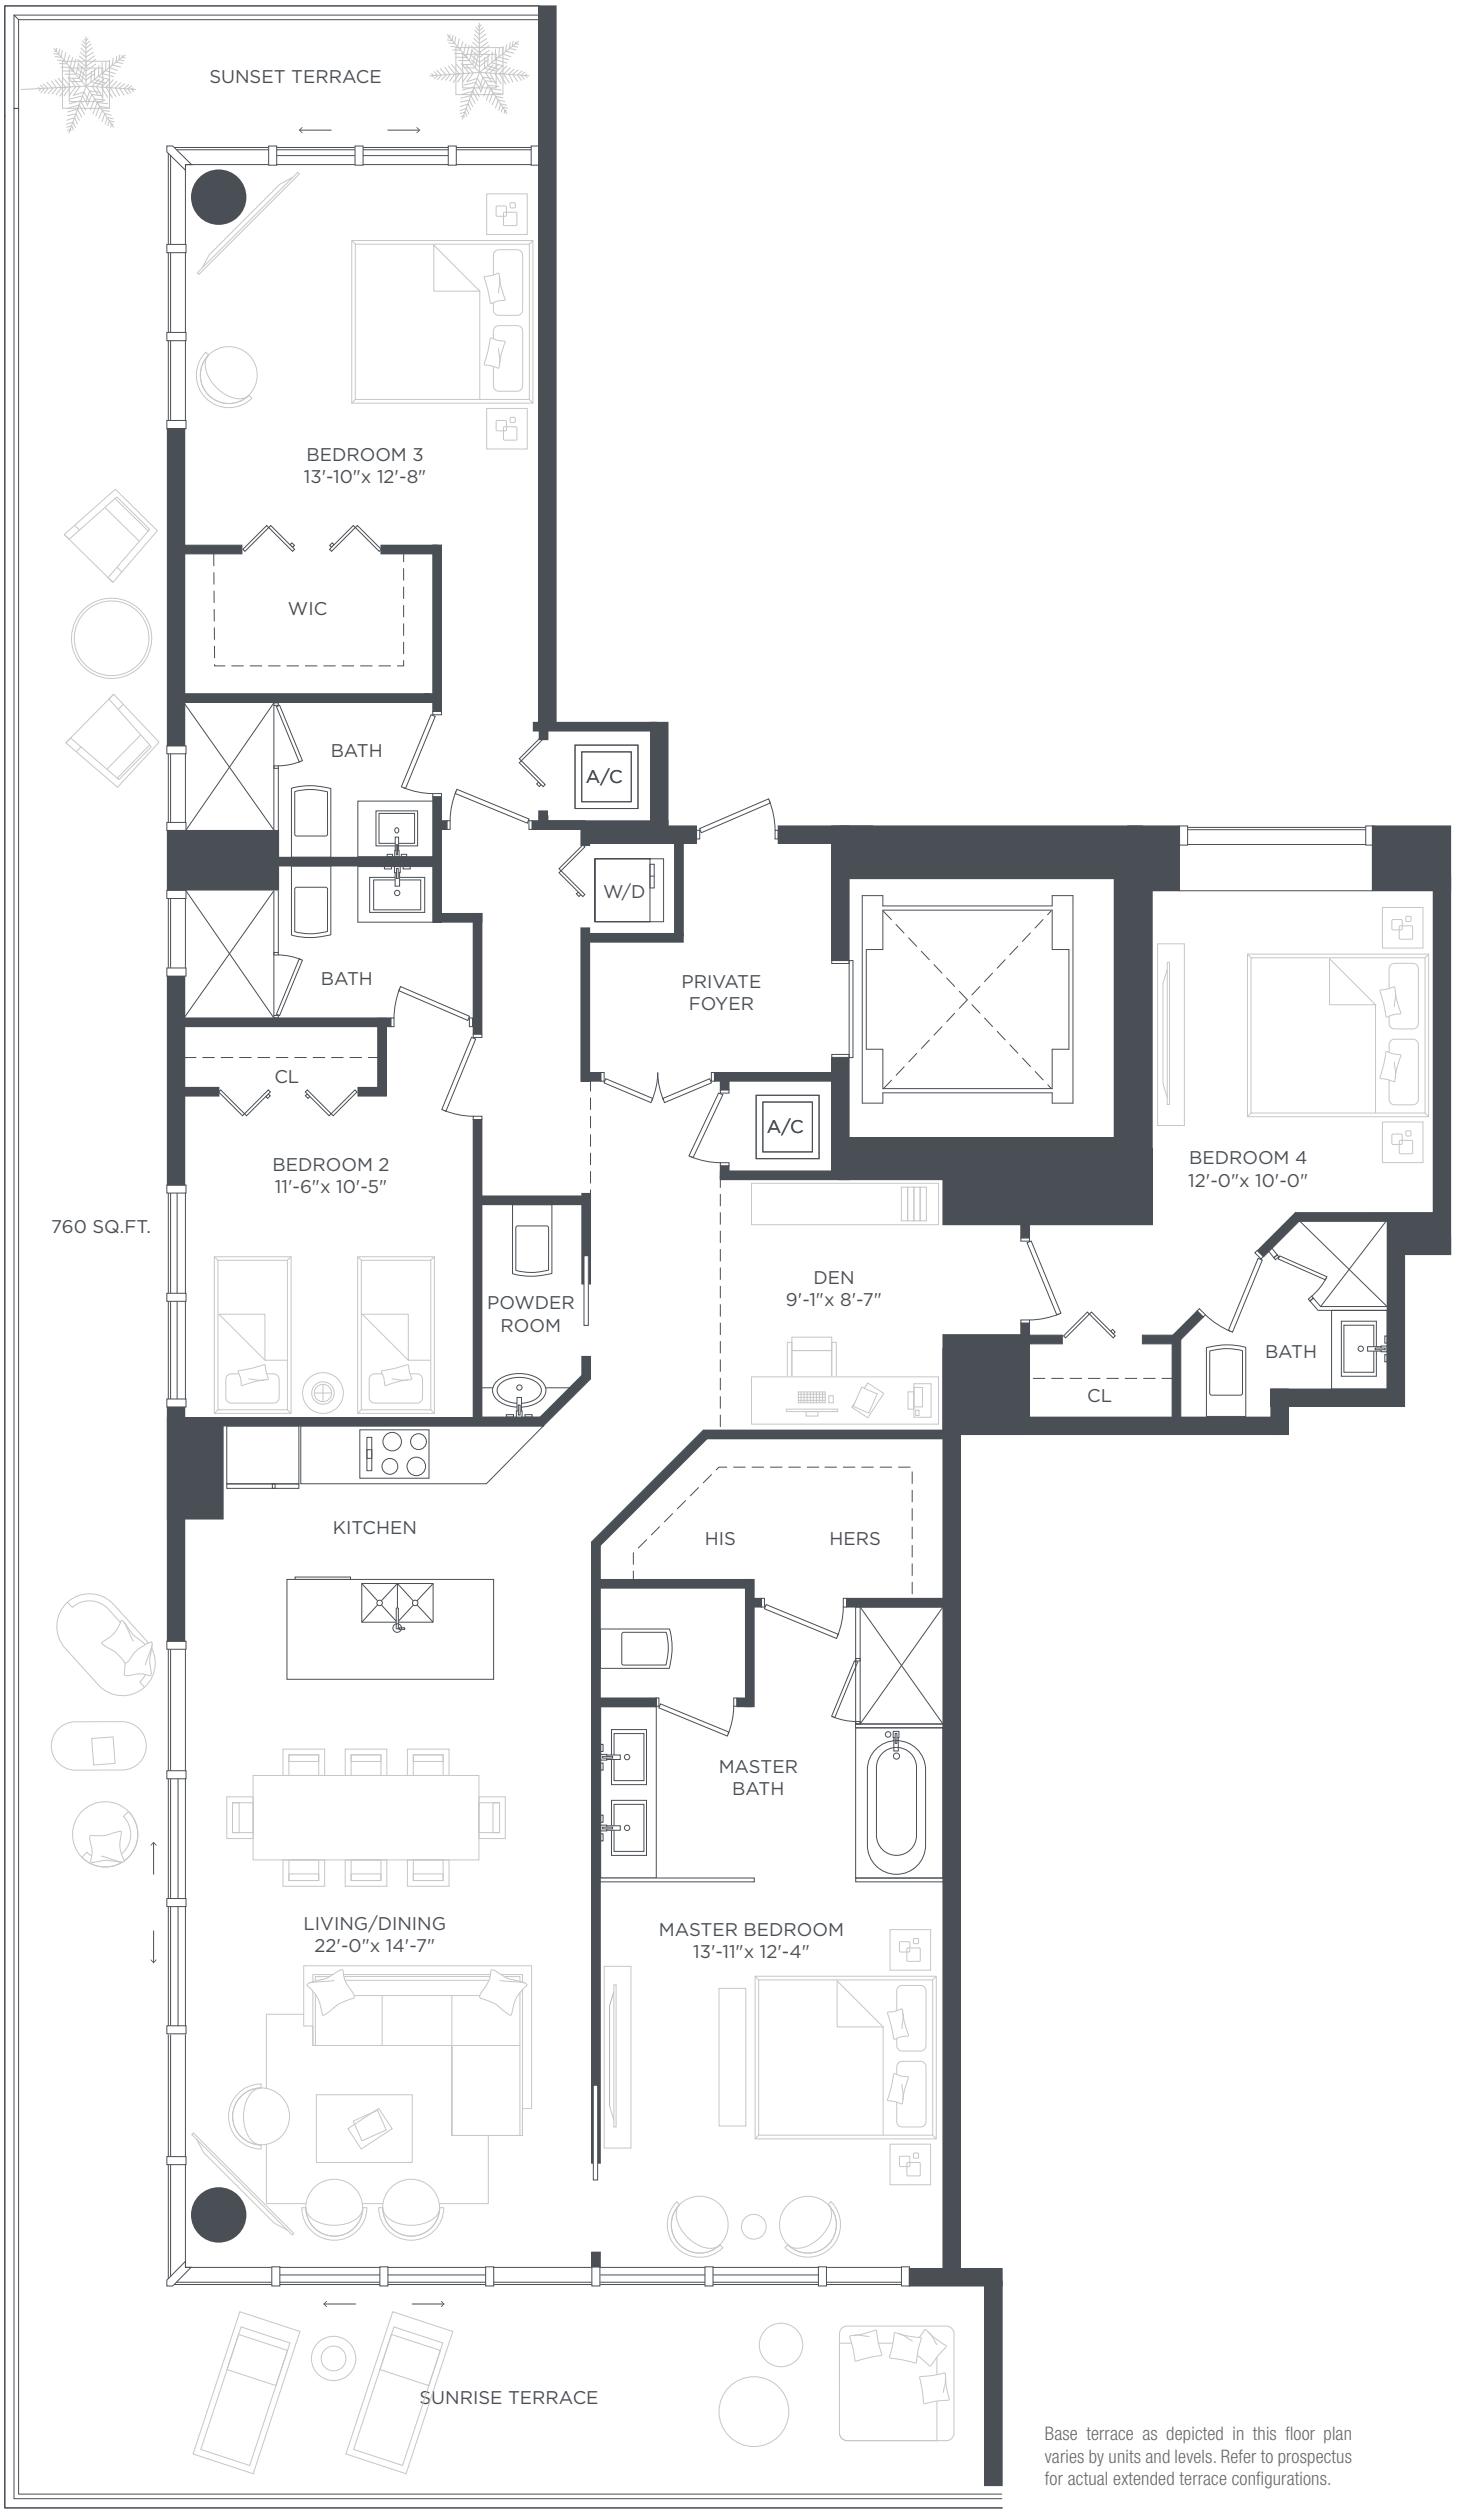 SUNSET TERRACE
BEDROOM 3
13'-10"x 12'-8"
WIC
BATH
A/C
W/D
BATH
PRIVATE
FOYER
CL
A/C
BEDROOM 2
11'-6"x 10'-5"
BEDROOM 4
12'-0"x 10'-0"
760 SQ.FT.
POWDER
ROOM
DEN
9'-1"x 8'-7"
BATH
CL
KITCHEN
HIS
HERS
MASTER
BATH
LIVING/DINING
22'-0"x 14'-7"
MASTER BEDROOM
13'-11"x 12'-4"
SUNRISE TERRACE
Base terrace as depicted in this floor plan
varies by units and levels. Refer to prospectus
for actual extended terrace configurations.